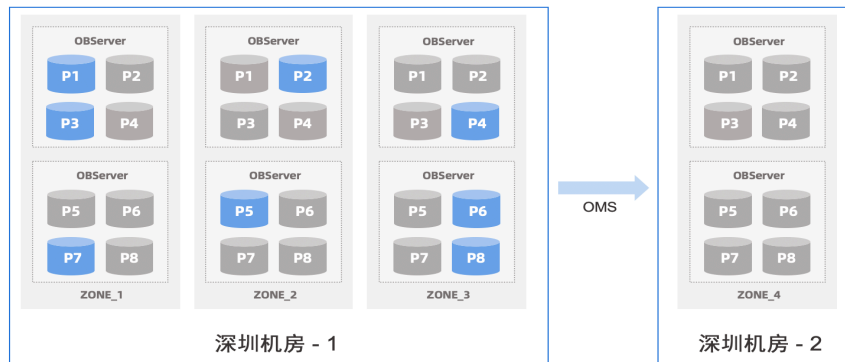 OBServer
P1 P2
P3 P4
OBServer
P5 P6
P7 P8
ZONE_1
OBServer
P1 P2
P3 P4
OBServer
P5 P6
P7 P8
ZONE_2
OBServer
P1 P2
P3 P4
OBServer
P5 P6
P7 P8
ZONE_3
深圳机房 - 1
OMS
OBServer
P1 P2
P3 P4
OBServer
P5 P6
P7 P8
ZONE_4
深圳机房 - 2